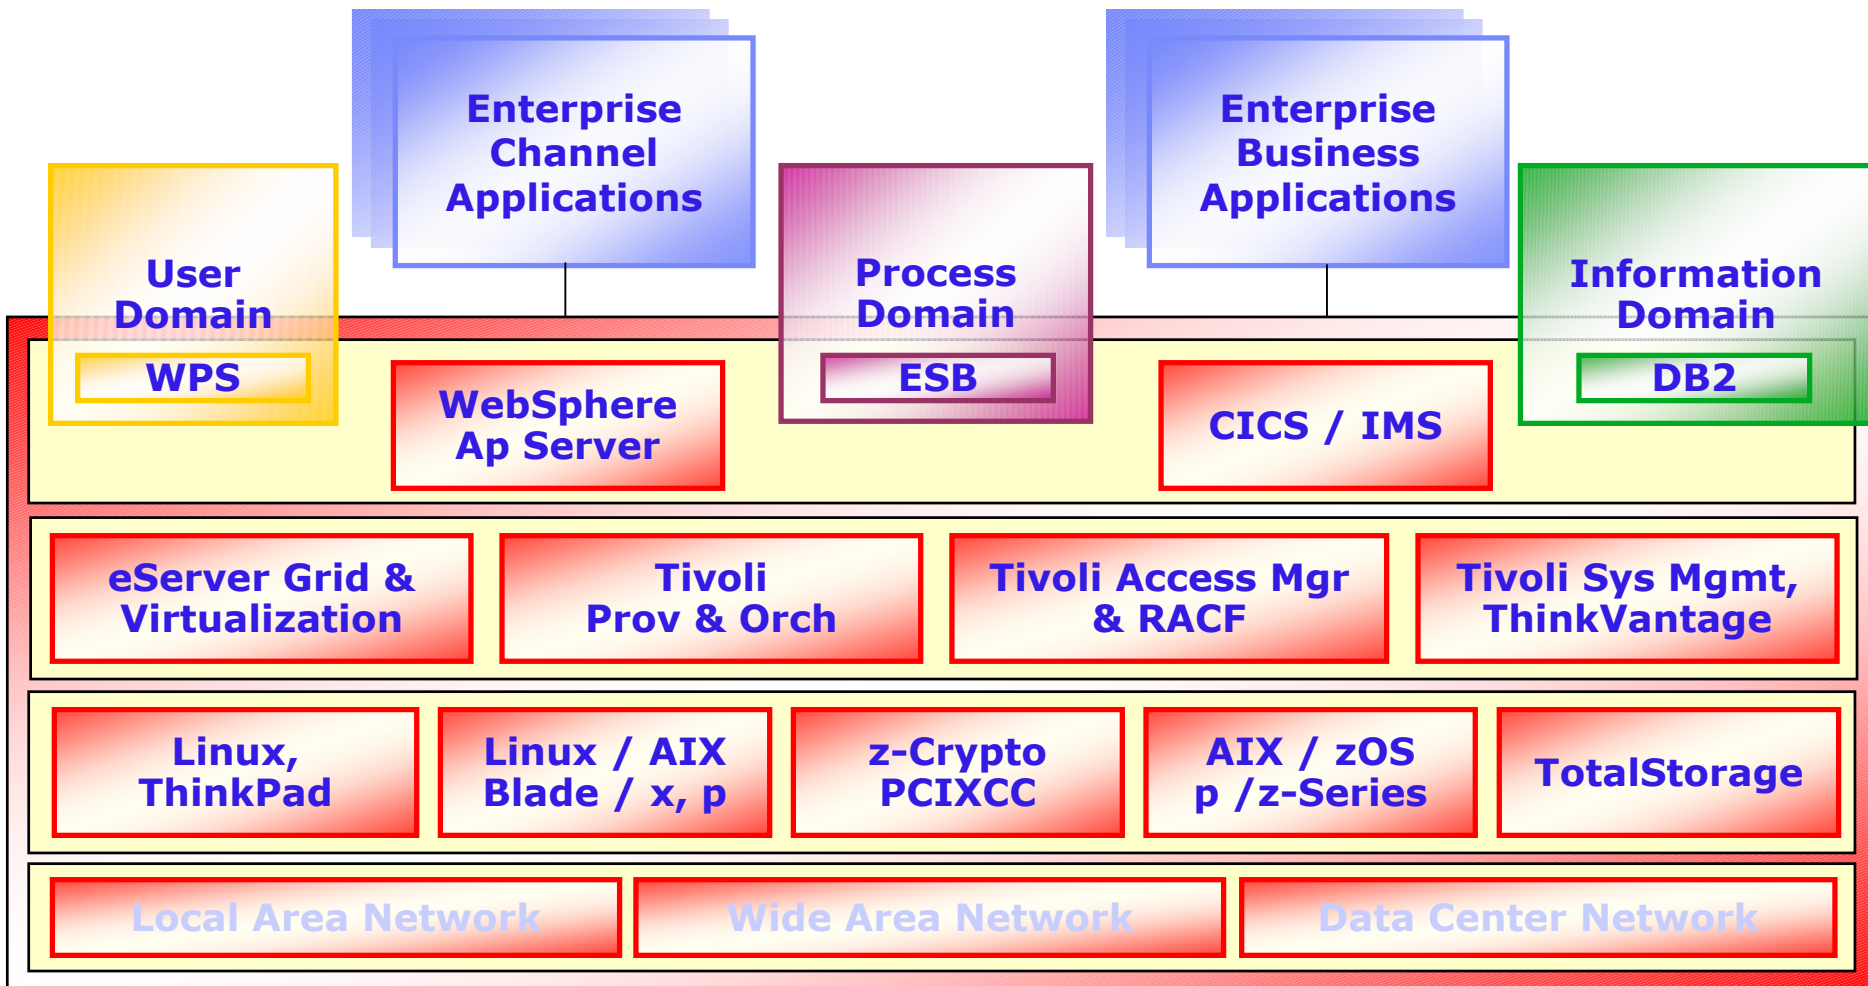 Enterprise
Channel
Applications
Enterprise
Business
Applications
User
Domain
WPS
Process
Domain
ESB
Information
Domain
DB2
WebSphere
Ap Server
CICS / IMS
eServer Grid &
Virtualization
Tivoli
Prov & Orch
Tivoli Access Mgr
& RACF
Tivoli Sys Mgmt,
ThinkVantage
Linux,
ThinkPad
Linux / AIX
Blade / x, p
z-Crypto
PCIXCC
AIX / zOS
p /z-Series
TotalStorage
Local Area Network
Wide Area Network
Data Center Network